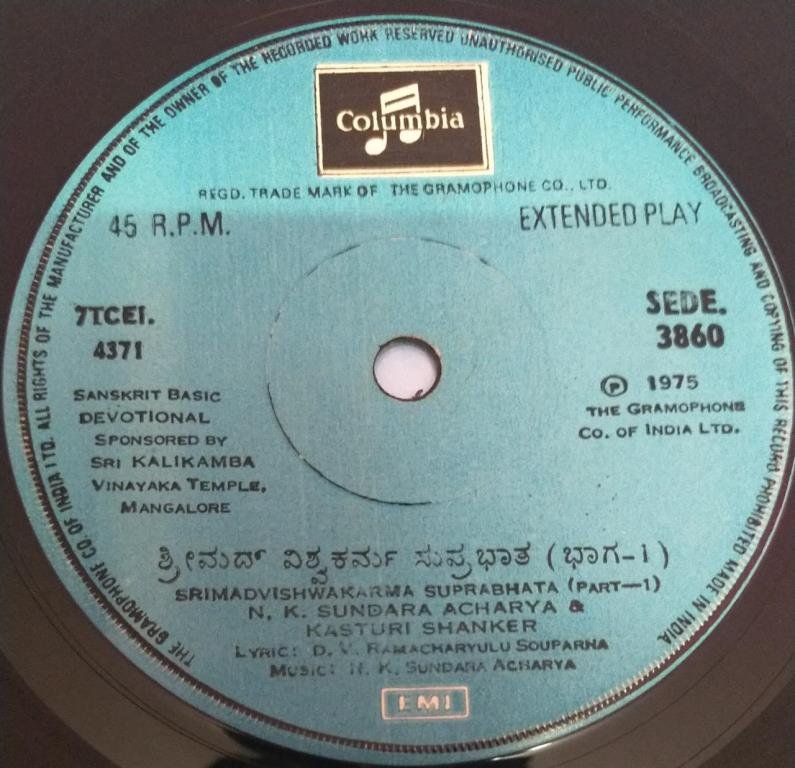 THE GRAMOPHONE CO OF INDIA LTD. ALL RIGHTS OF THE MANUFACTURER AND OF THE OWNER OF THE RECORDED WORK RESERVED UNAUTHORISED PUBLIC PERFORMANCE BROADCASTING AND COPYING OF THIS RECORD PROHIBITED MADE IN INDIA.
Columbia
REGD. TRADE MARK OF THE GRAMOPHONE CO., LTD.
45 R.P.M.
EXTENDED PLAY
7TCEI.
4371
SEDE.
3860
SANSKRIT BASIC
DEVOTIONAL
SPONSORED BY
SRI KALIKAMBA
VINAYAKA TEMPLE,
MANGALORE
℗ 1975
THE GRAMOPHONE
CO. OF INDIA LTD.
ಶ್ರೀಮದ್ ವಿಶ್ವಕರ್ಮ ಸುಪ್ರಭಾತ (ಭಾಗ-1)
SRIMADVISHWAKARMA SUPRABHATA (PART—1)
N. K. SUNDARA ACHARYA &
KASTURI SHANKER
LYRIC: D. V. RAMACHARYULU SOUPARNA
MUSIC: N. K. SUNDARA ACHARYA
EMI